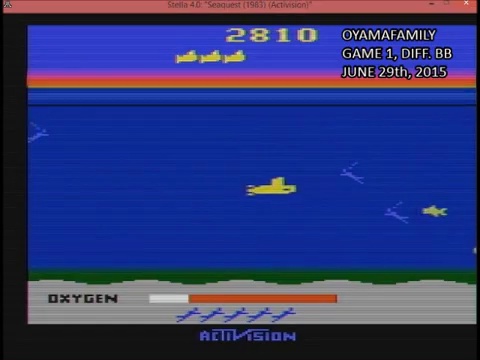 Stella 4.0: "Seaquest (1983) (Activision)"
2810
OYAMAFAMILY
GAME 1, DIFF. BB
JUNE 29th, 2015
OXYGEN
ACTIVISION